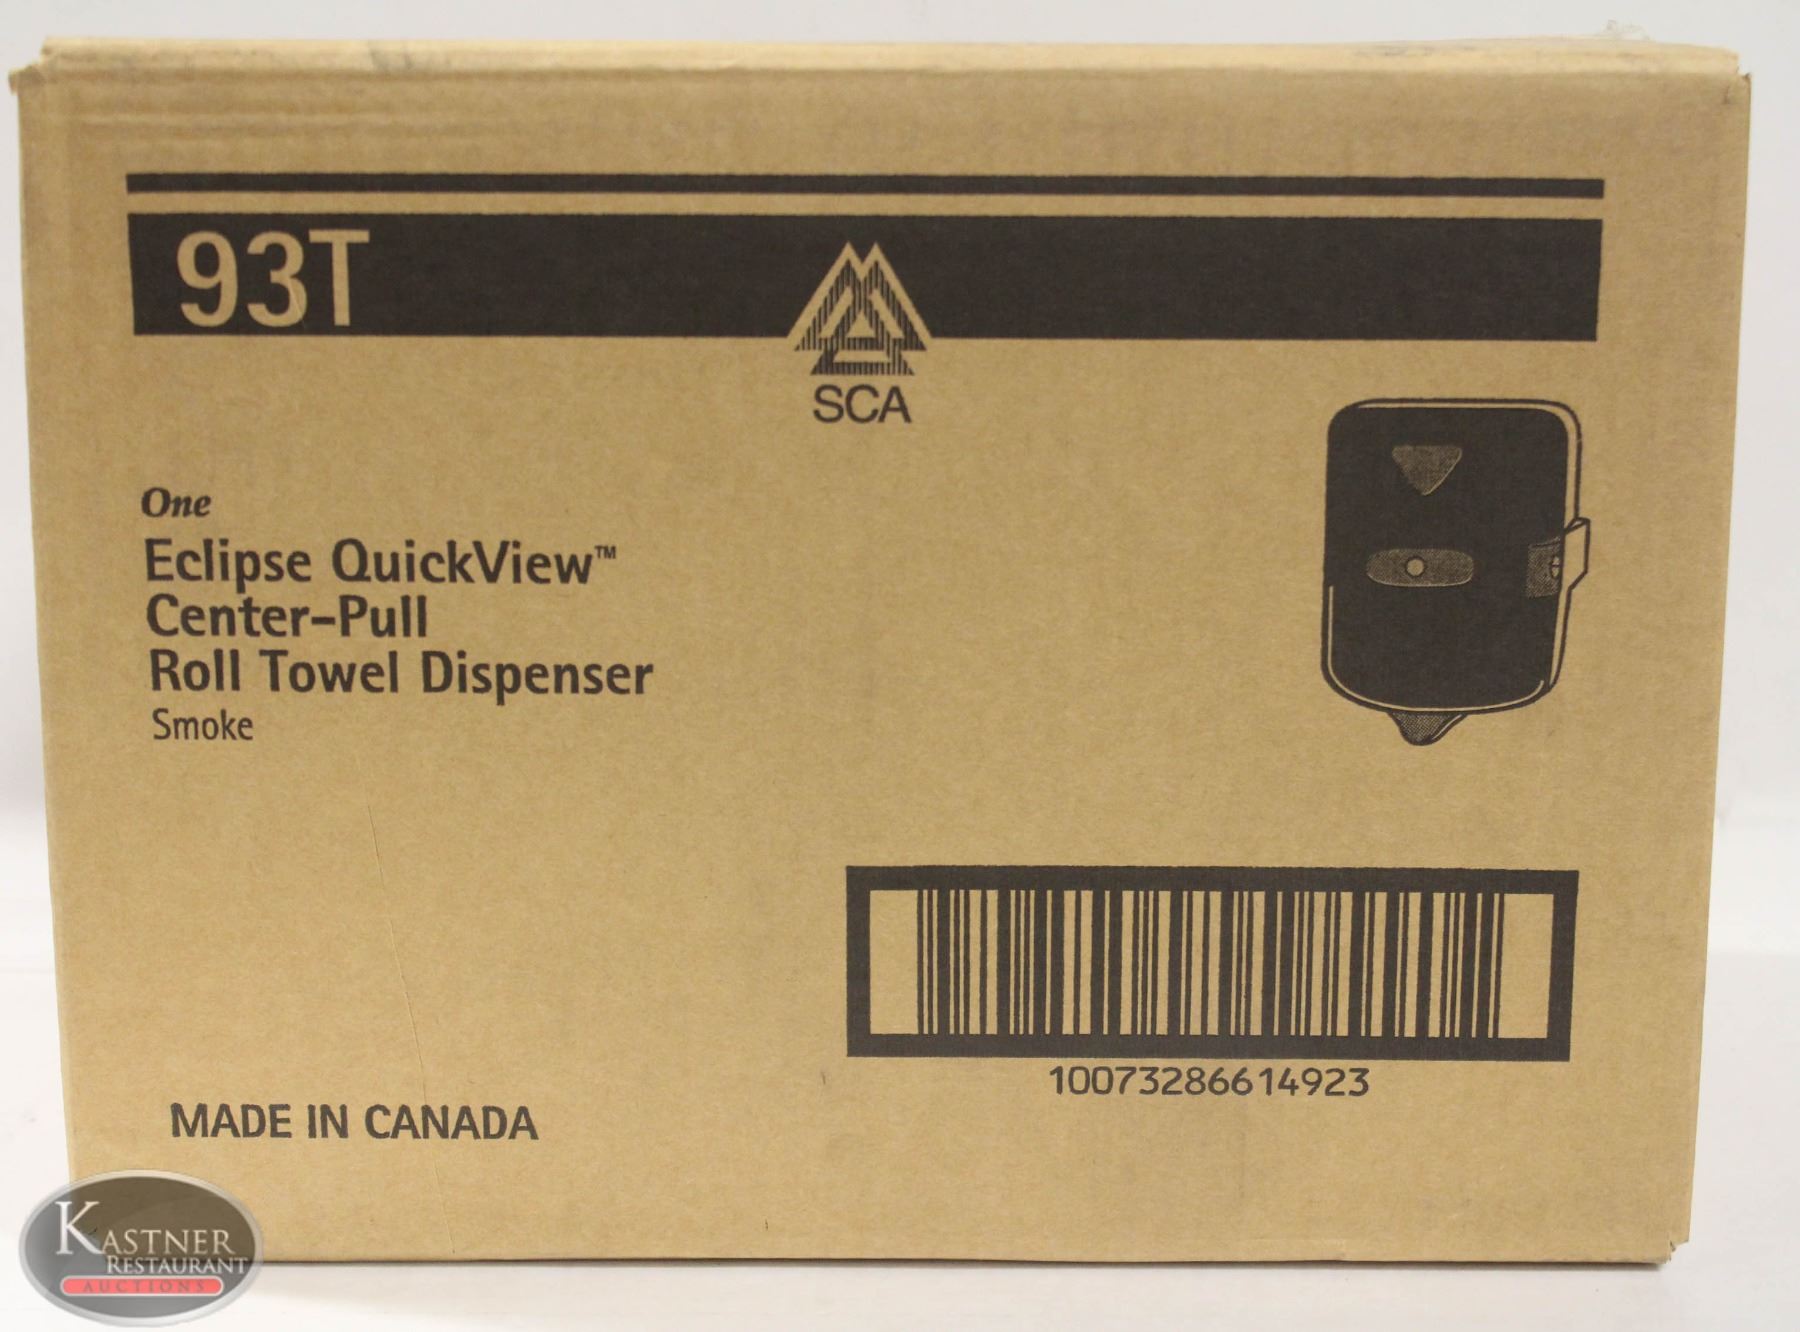 93T
SCA
One
Eclipse QuickView™
Center-Pull
Roll Towel Dispenser
Smoke
10073286614923
MADE IN CANADA
KASTNER
RESTAURANT
AUCTIONS